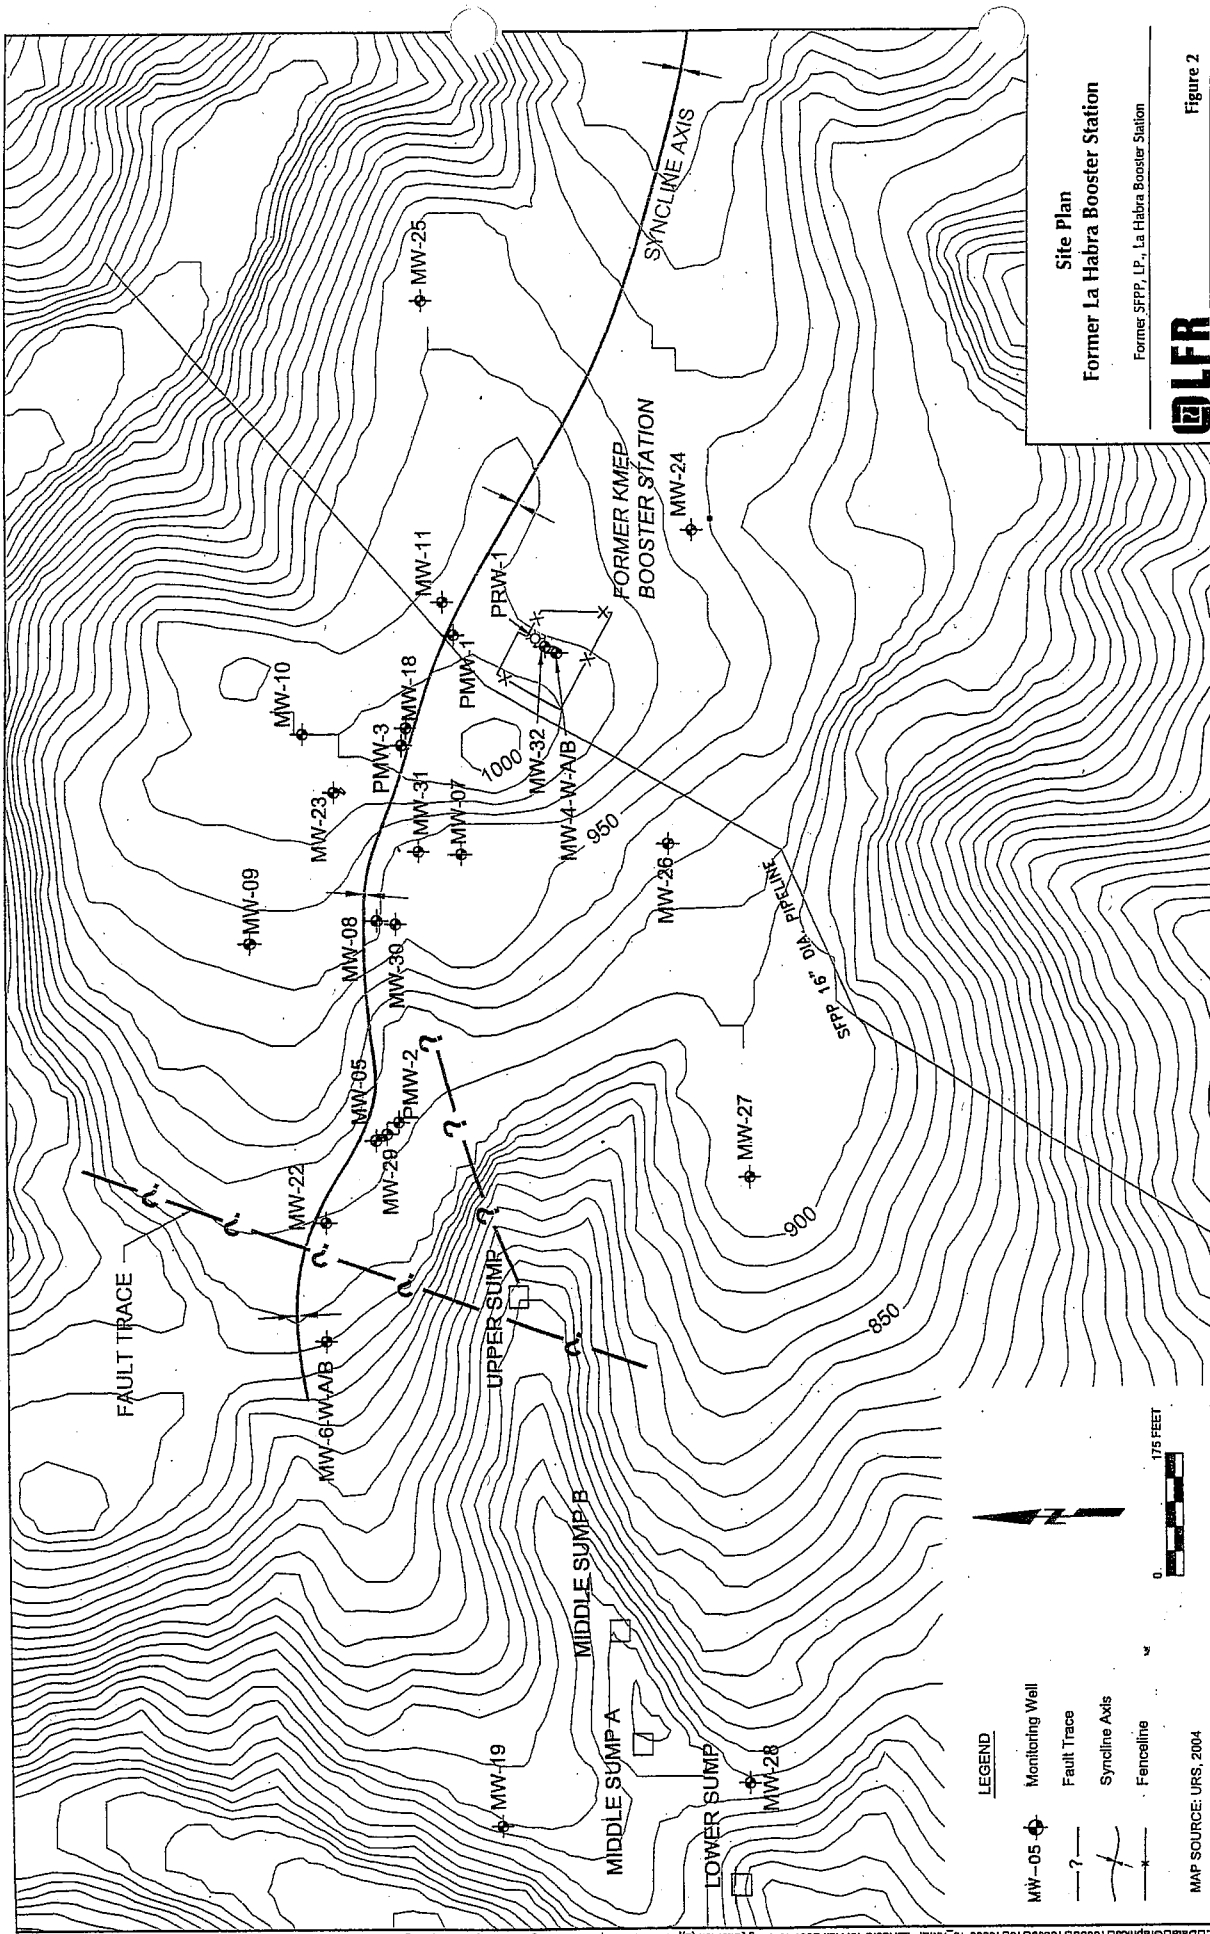 FAULT TRACE
MW-6-W-A/B
MW-22
MW-05
MW-29
PMW-2
MW-09
MW-08
MW-30
MW-23
MW-10
PMW-3
MW-18
MW-31
MW-07
MW-11
PMW-1
PRW-1
MW-25
SYNCLINE AXIS
1000
MW-32
MW-4-W-A/B
FORMER KMEP
BOOSTER STATION
MW-24
950
MW-26
SFPP 16" DIA. PIPELINE
MW-27
900
850
UPPER SUMP
MIDDLE SUMP B
MIDDLE SUMP A
LOWER SUMP
MW-19
MW-28
?
?
?
?
?
?
?
?
N
0 175 FEET
LEGEND
MW-05 Monitoring Well
? Fault Trace
Syncline Axis
x Fenceline
MAP SOURCE: URS, 2004
Site Plan
Former La Habra Booster Station
Former SFPP, LP., La Habra Booster Station
LFR
Figure 2